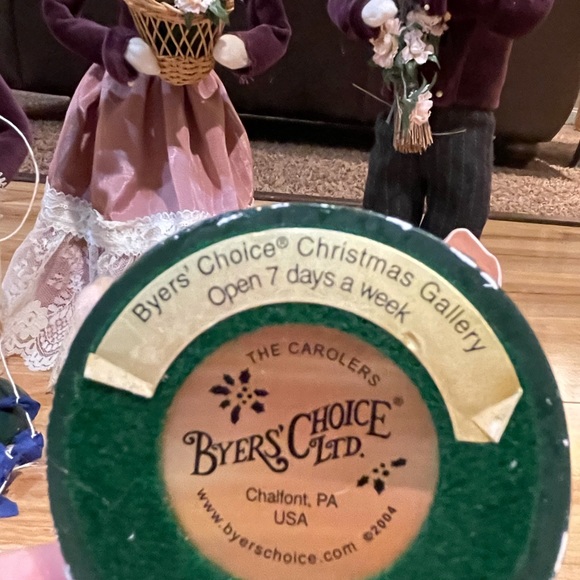 Byers' Choice® Christmas Gallery
Open 7 days a week
THE CAROLERS
BYERS' CHOICE®
LTD.
Chalfont, PA
USA
www.byerschoice.com ©2004